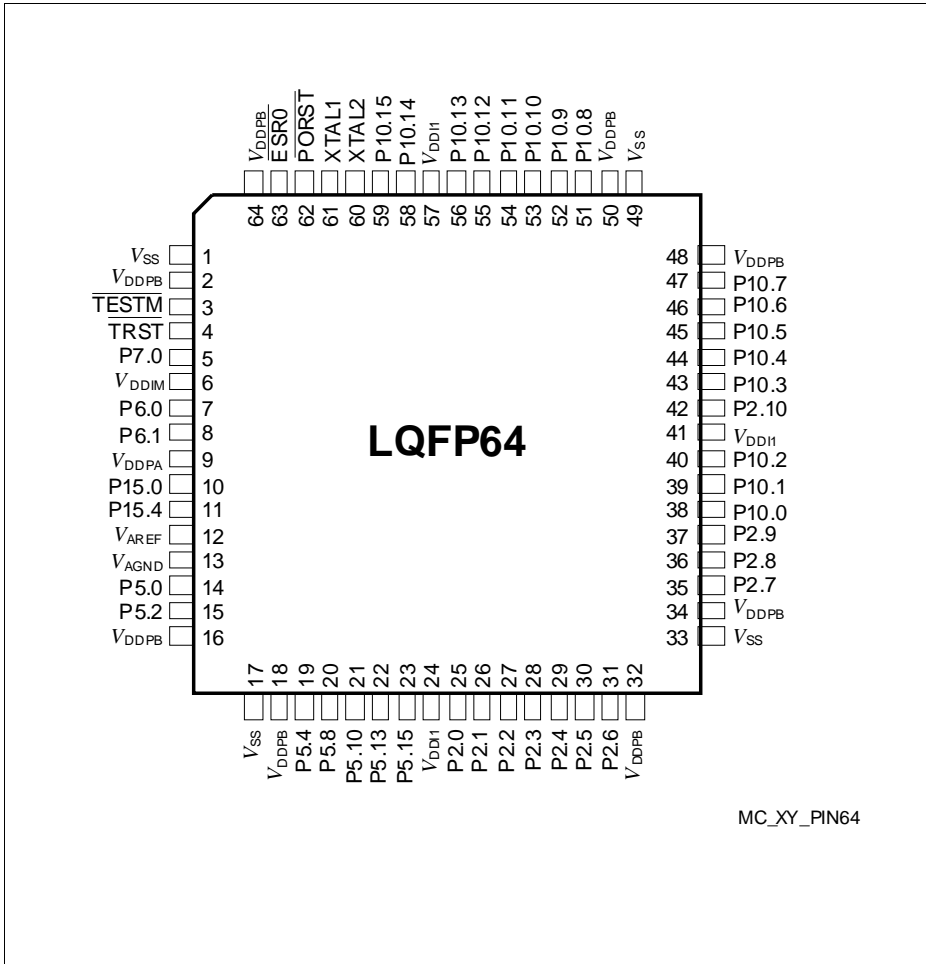 VDDPB
ESR0
PORST
XTAL1
XTAL2
P10.15
P10.14
VDDI1
P10.13
P10.12
P10.11
P10.10
P10.9
P10.8
VDDPB
VSS
64 63 62 61 60 59 58 57 56 55 54 53 52 51 50 49
VSS 1
VDDPB 2
TESTM 3
TRST 4
P7.0 5
VDDIM 6
P6.0 7
P6.1 8
VDDPA 9
P15.0 10
P15.4 11
VAREF 12
VAGND 13
P5.0 14
P5.2 15
VDDPB 16
LQFP64
48 VDDPB
47 P10.7
46 P10.6
45 P10.5
44 P10.4
43 P10.3
42 P2.10
41 VDDI1
40 P10.2
39 P10.1
38 P10.0
37 P2.9
36 P2.8
35 P2.7
34 VDDPB
33 VSS
17 18 19 20 21 22 23 24 25 26 27 28 29 30 31 32
VSS
VDDPB
P5.4
P5.8
P5.10
P5.13
P5.15
VDDI1
P2.0
P2.1
P2.2
P2.3
P2.4
P2.5
P2.6
VDDPB
MC_XY_PIN64